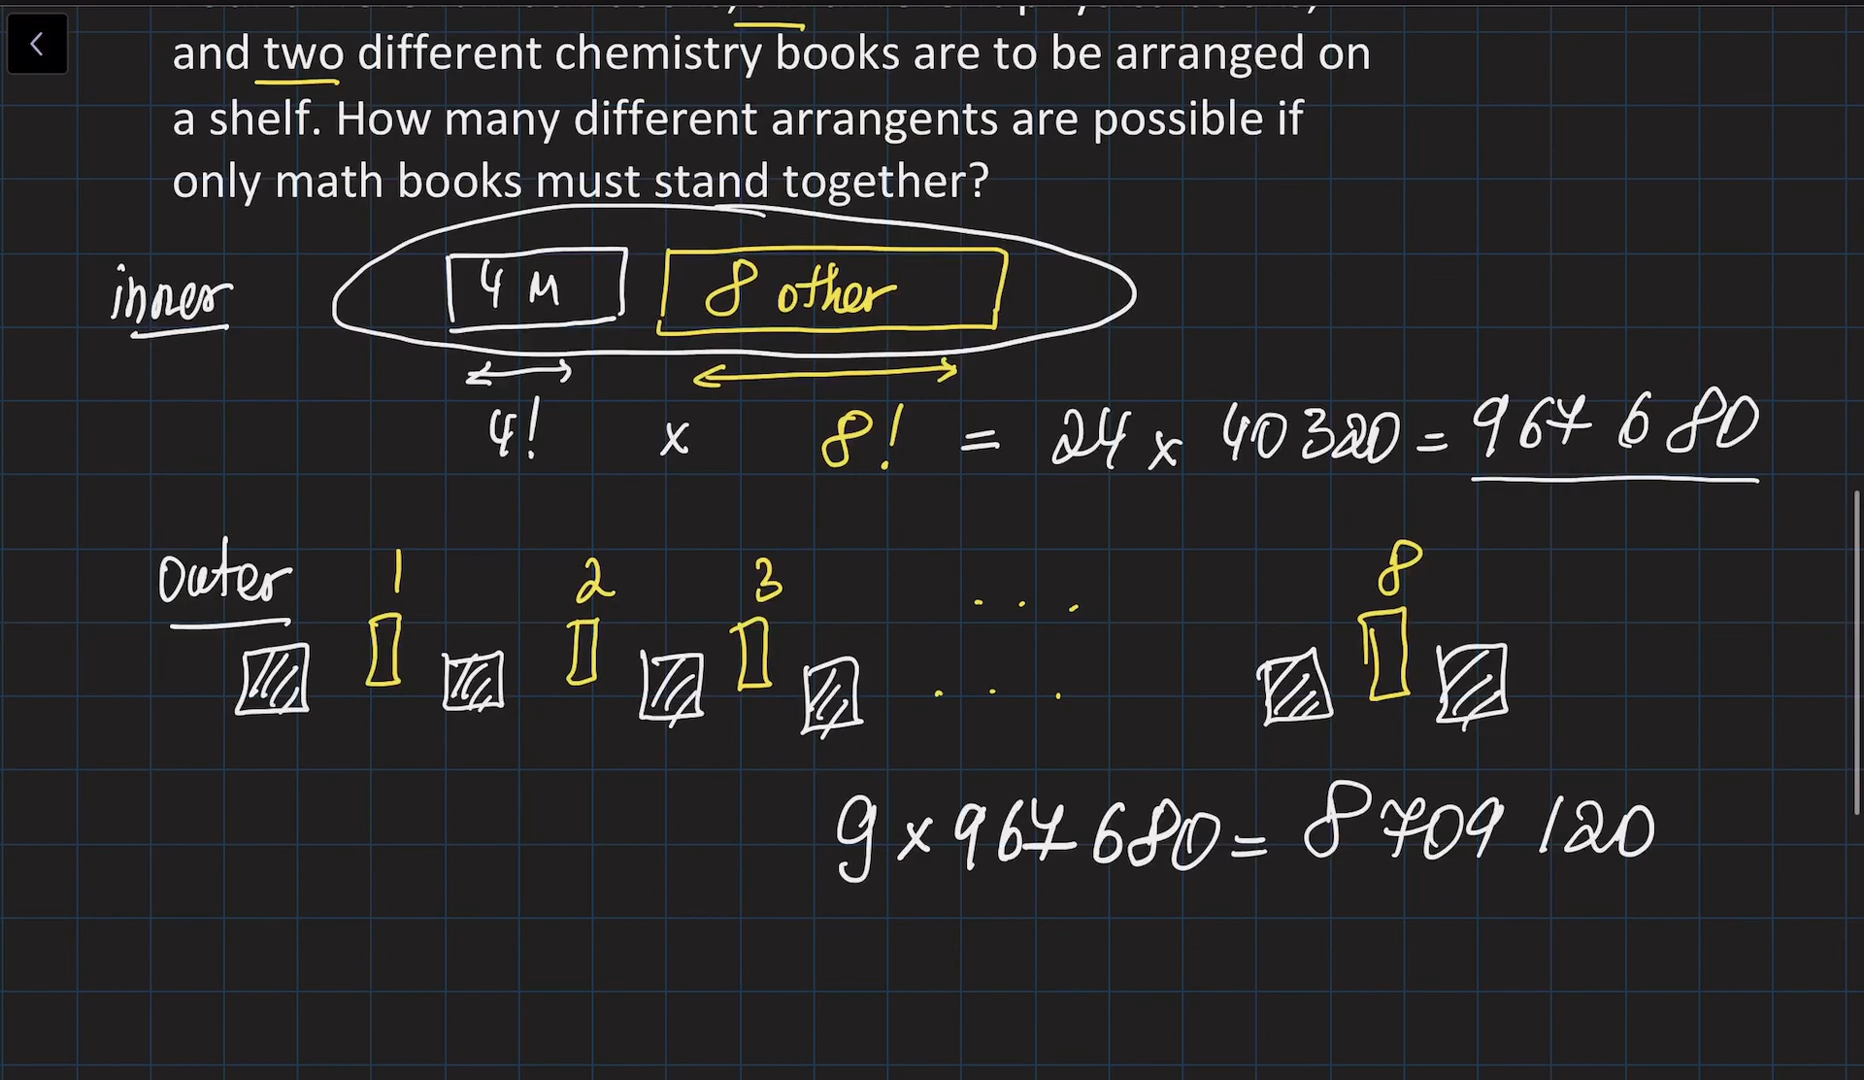 and two different chemistry books are to be arranged on
a shelf. How many different arrangents are possible if
only math books must stand together?
inner 4 M 8 other
4! x 8! = 24 x 40 320 = 967 680
outer 1 2 3 .... 8
...
9 x 967 680 = 8 709 120